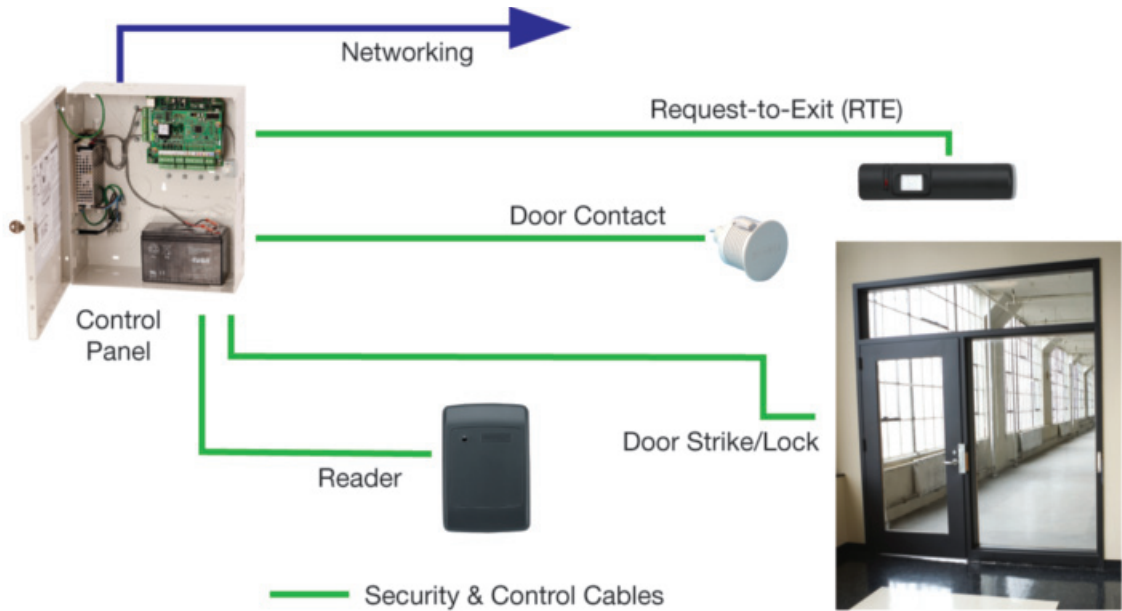 Networking
Request-to-Exit (RTE)
Door Contact
Control
Panel
Door Strike/Lock
Reader
Security & Control Cables